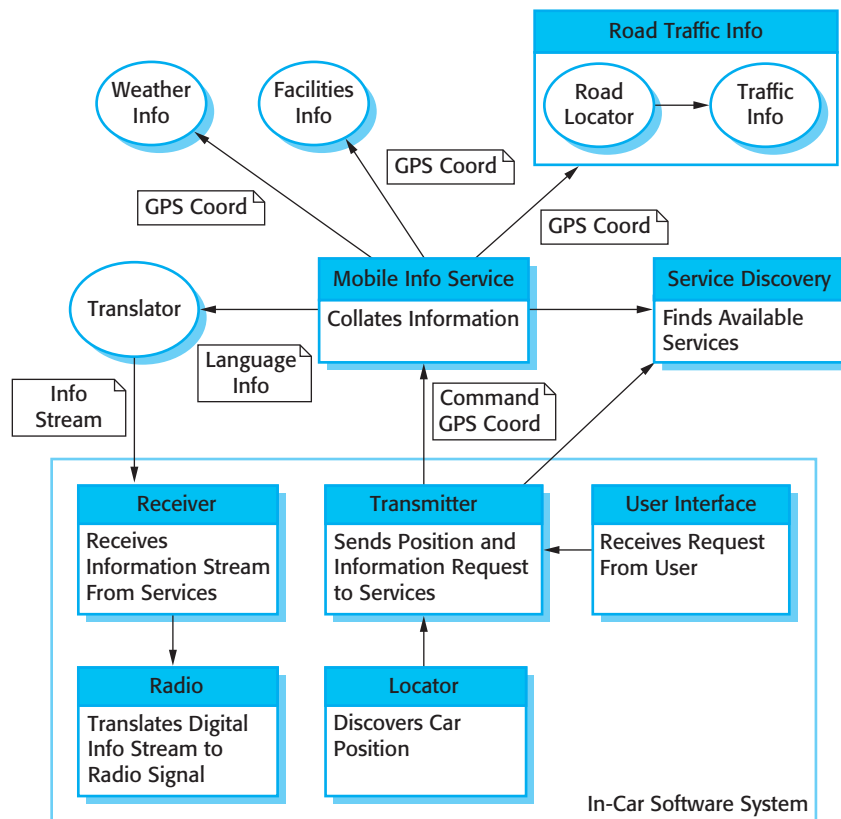 Road Traffic Info
Weather
Info
Facilities
Info
Road
Locator
Traffic
Info
GPS Coord
GPS Coord
GPS Coord
Mobile Info Service
Collates Information
Service Discovery
Finds Available
Services
Translator
Language
Info
Info
Stream
Command
GPS Coord
Receiver
Receives
Information Stream
From Services
Transmitter
Sends Position and
Information Request
to Services
User Interface
Receives Request
From User
Radio
Translates Digital
Info Stream to
Radio Signal
Locator
Discovers Car
Position
In-Car Software System